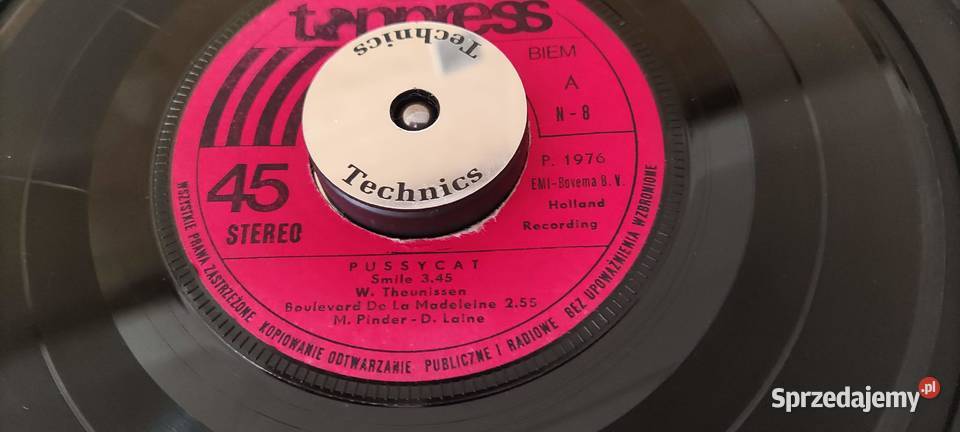 tonpress
Technics
BIEM
A
N-8
45
STEREO
Technics
P. 1976
EMI-Bovema B.V.
Holland
Recording
PUSSYCAT
Smile 3.45
W. Theunissen
Boulevard De La Madeleine 2.55
M. Pinder - D. Laine
WSZYSTKIE PRAWA ZASTRZEŻONE KOPIOWANIE ODTWARZANIE PUBLICZNE I RADIOWE BEZ UPOWAŻNIENIA WZBRONIONE
Sprzedajemy.pl